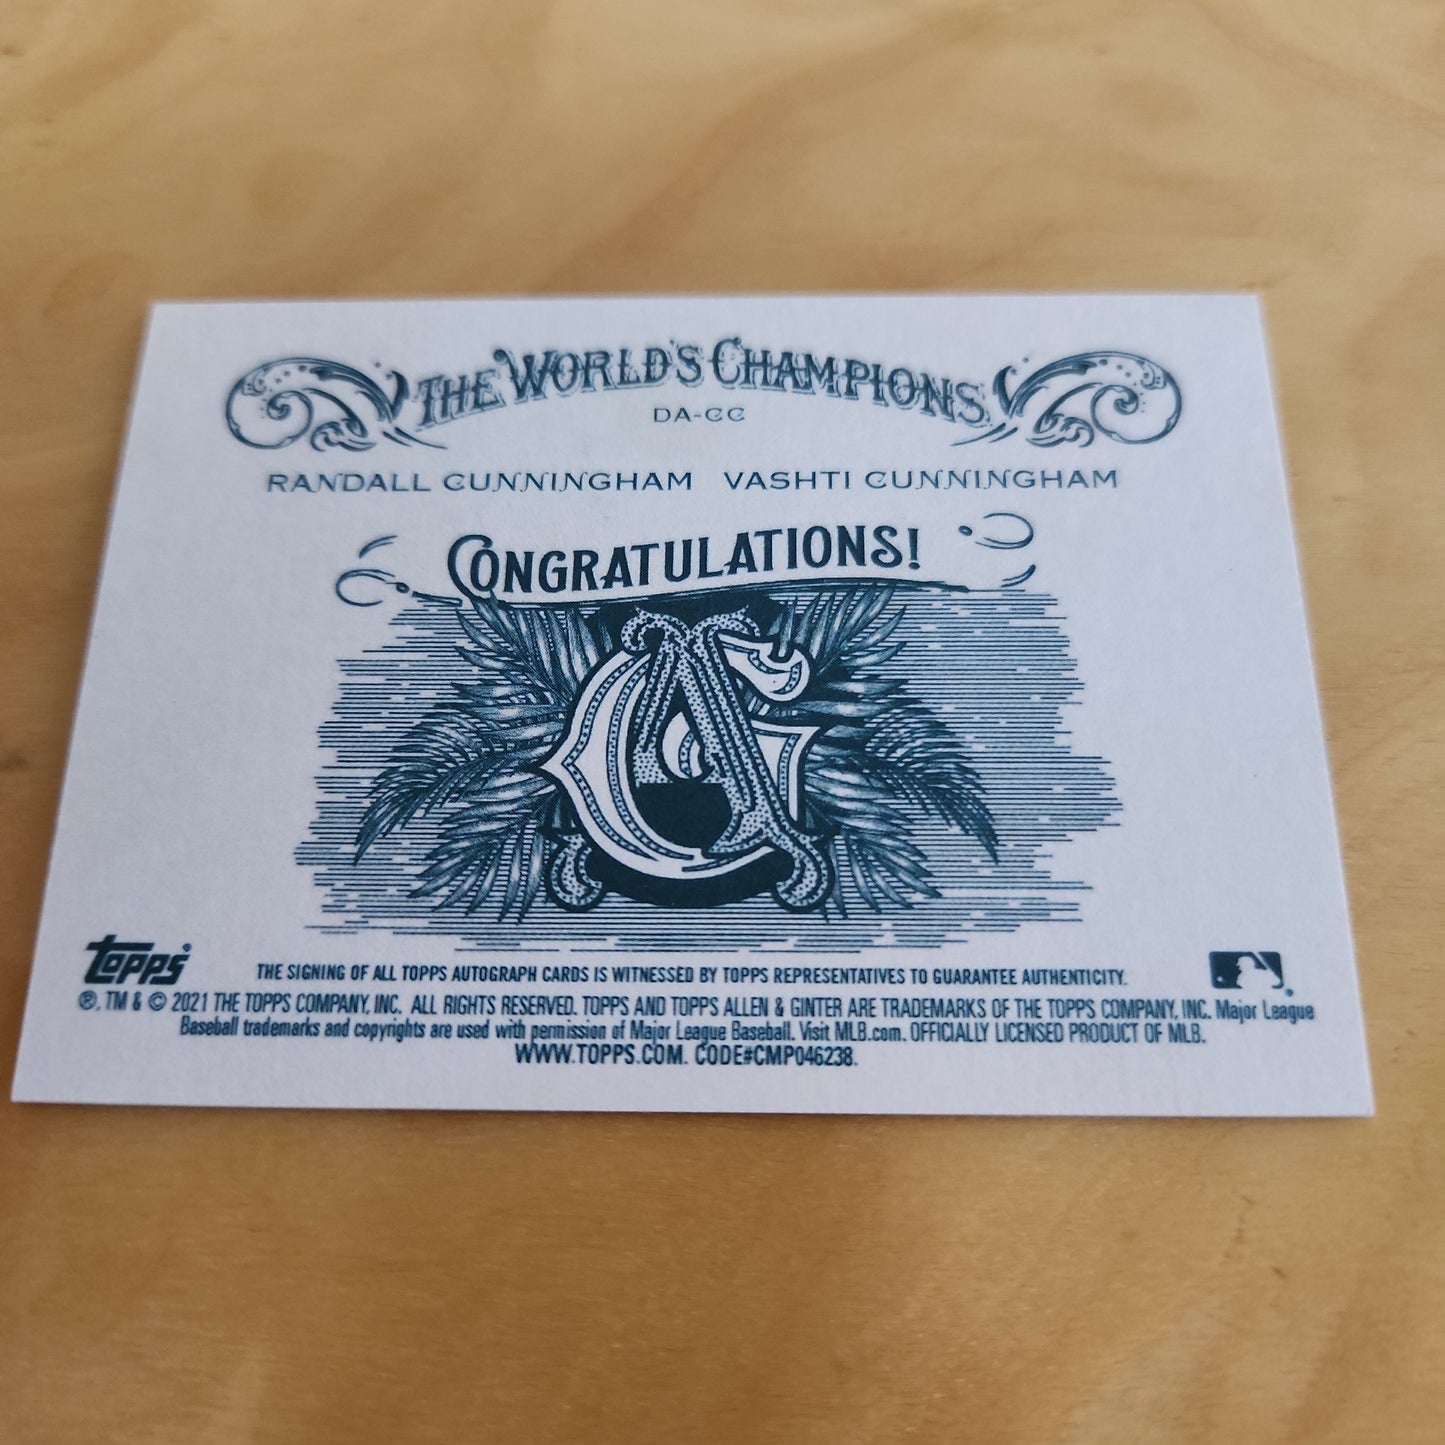 THE WORLD'S CHAMPIONS
DA-CC
RANDALL CUNNINGHAM VASHTI CUNNINGHAM
CONGRATULATIONS!
AG
topps®
THE SIGNING OF ALL TOPPS AUTOGRAPH CARDS IS WITNESSED BY TOPPS REPRESENTATIVES TO GUARANTEE AUTHENTICITY.
®, TM & © 2021 THE TOPPS COMPANY, INC. ALL RIGHTS RESERVED. TOPPS AND TOPPS ALLEN & GINTER ARE TRADEMARKS OF THE TOPPS COMPANY, INC. Major League
Baseball trademarks and copyrights are used with permission of Major League Baseball. Visit MLB.com. OFFICIALLY LICENSED PRODUCT OF MLB.
WWW.TOPPS.COM. CODE#CMP046238.